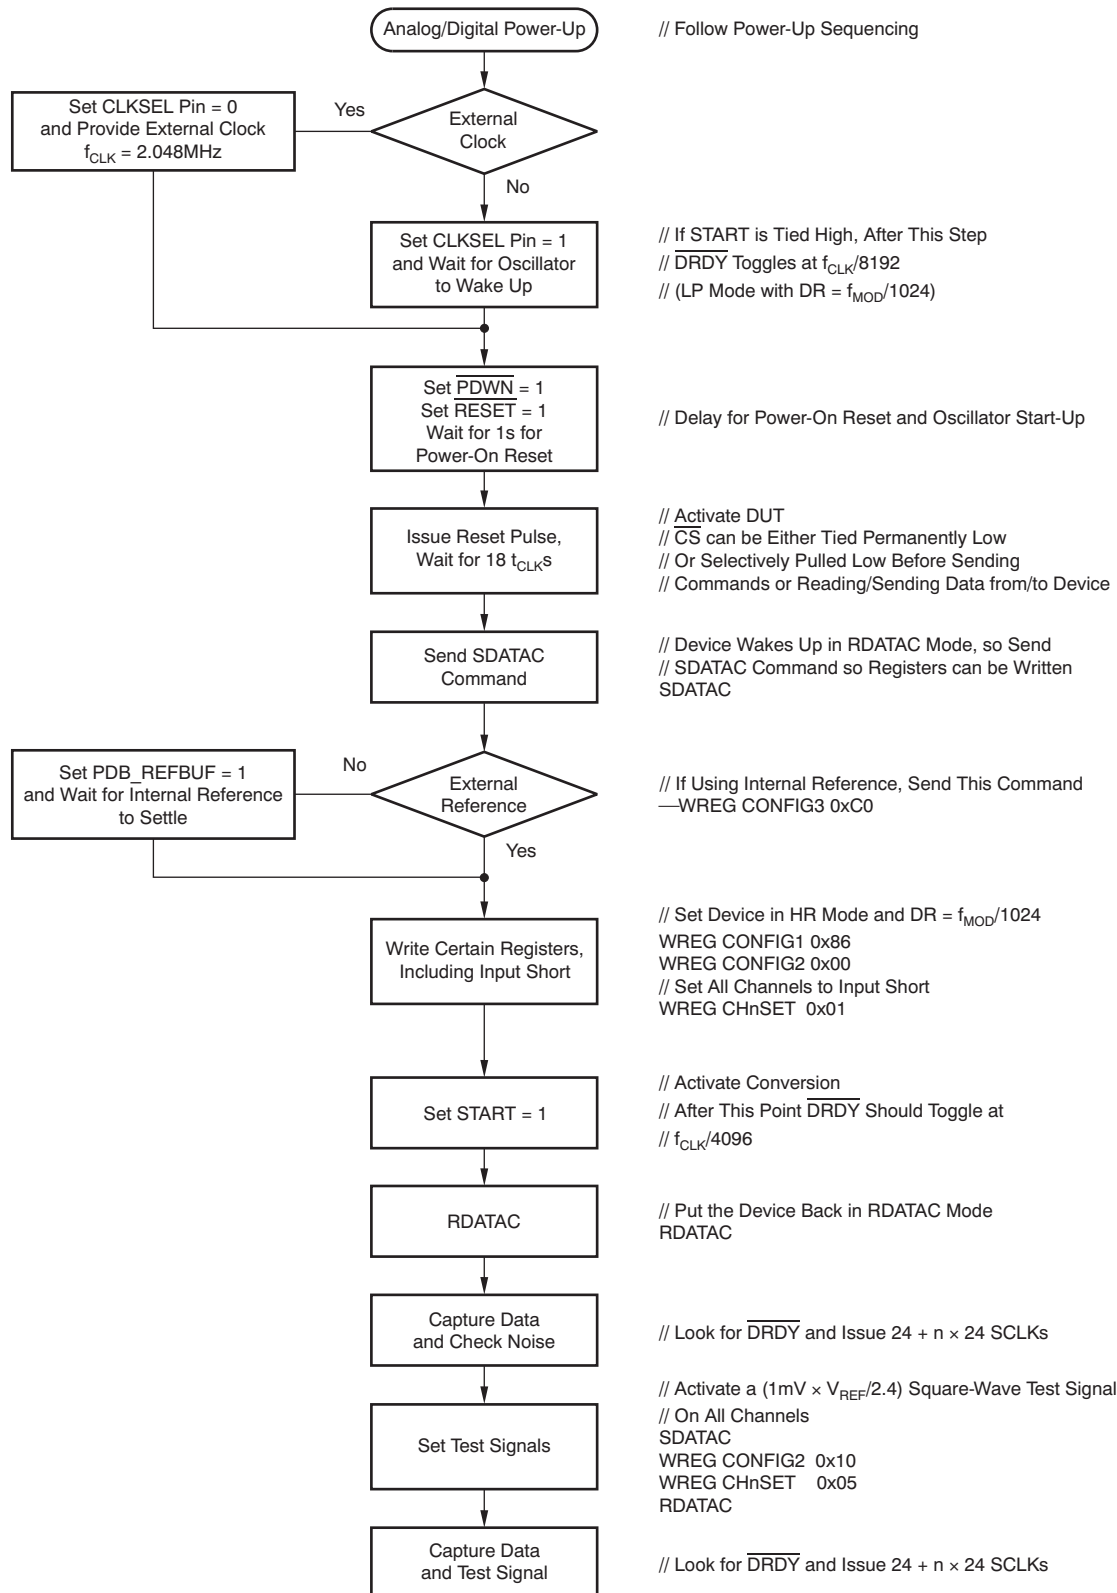 Analog/Digital Power-Up
// Follow Power-Up Sequencing
External
Clock
Yes
Set CLKSEL Pin = 0
and Provide External Clock
fCLK = 2.048MHz
No
Set CLKSEL Pin = 1
and Wait for Oscillator
to Wake Up
// If START is Tied High, After This Step
// DRDY Toggles at fCLK/8192
// (LP Mode with DR = fMOD/1024)
Set PDWN = 1
Set RESET = 1
Wait for 1s for
Power-On Reset
// Delay for Power-On Reset and Oscillator Start-Up
Issue Reset Pulse,
Wait for 18 tCLKs
// Activate DUT
// CS can be Either Tied Permanently Low
// Or Selectively Pulled Low Before Sending
// Commands or Reading/Sending Data from/to Device
Send SDATAC
Command
// Device Wakes Up in RDATAC Mode, so Send
// SDATAC Command so Registers can be Written
SDATAC
External
Reference
No
Set PDB_REFBUF = 1
and Wait for Internal Reference
to Settle
// If Using Internal Reference, Send This Command
—WREG CONFIG3 0xC0
Yes
Write Certain Registers,
Including Input Short
// Set Device in HR Mode and DR = fMOD/1024
WREG CONFIG1 0x86
WREG CONFIG2 0x00
// Set All Channels to Input Short
WREG CHnSET 0x01
Set START = 1
// Activate Conversion
// After This Point DRDY Should Toggle at
// fCLK/4096
RDATAC
// Put the Device Back in RDATAC Mode
RDATAC
Capture Data
and Check Noise
// Look for DRDY and Issue 24 + n × 24 SCLKs
Set Test Signals
// Activate a (1mV × VREF/2.4) Square-Wave Test Signal
// On All Channels
SDATAC
WREG CONFIG2 0x10
WREG CHnSET 0x05
RDATAC
Capture Data
and Test Signal
// Look for DRDY and Issue 24 + n × 24 SCLKs